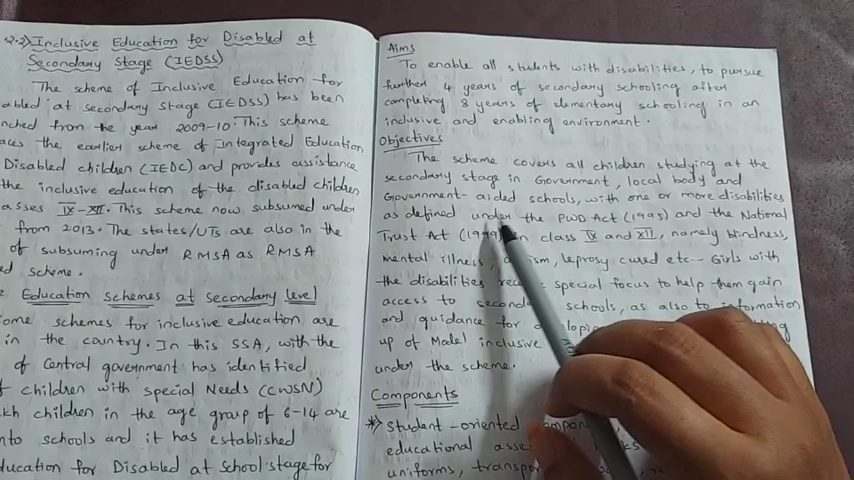 2.2) Inclusive Education for Disabled at
Secondary Stage (IEDSS)
The scheme of Inclusive Education for
abled at secondary stage (IEDSS) has been
nched from the year 2009-10. This scheme
aces the earlier scheme of Integrated Education
Disabled children (IEDC) and provides assistance
the inclusive education of the disabled children
asses IX-XII. This scheme now subsumed under
from 2013. The states/UTs are also in the
of subsuming under RMSA as RMSA
ed scheme.
Education schemes at secondary level
ome schemes for inclusive education are
in the country. In this SSA, with the
of Central government has identified
children with special Needs (CWSN)
kh children in the age group of 6-14 are
nto schools and it has established
ducation for Disabled at School stage for
Aims
To enable all students with disabilities, to pursue
further 4 years of secondary schooling after
completing 8 years of elementary schooling in an
inclusive and enabling environment.
Objectives
The scheme covers all children studying at the
secondary stage in Government, local body and
Government-aided schools, with one or more disabilities
as defined under the PWD Act (1995) and the National
Trust Act (1999) in class IX and XII, namely blindness,
mental illness, autism, leprosy cured etc-- Girls with
the disabilities special focus to help them gain
access to schools, as also to information
and guidance for
up of Model inclusive
under the scheme.
Components
* Student-oriented
educational
uniforms,